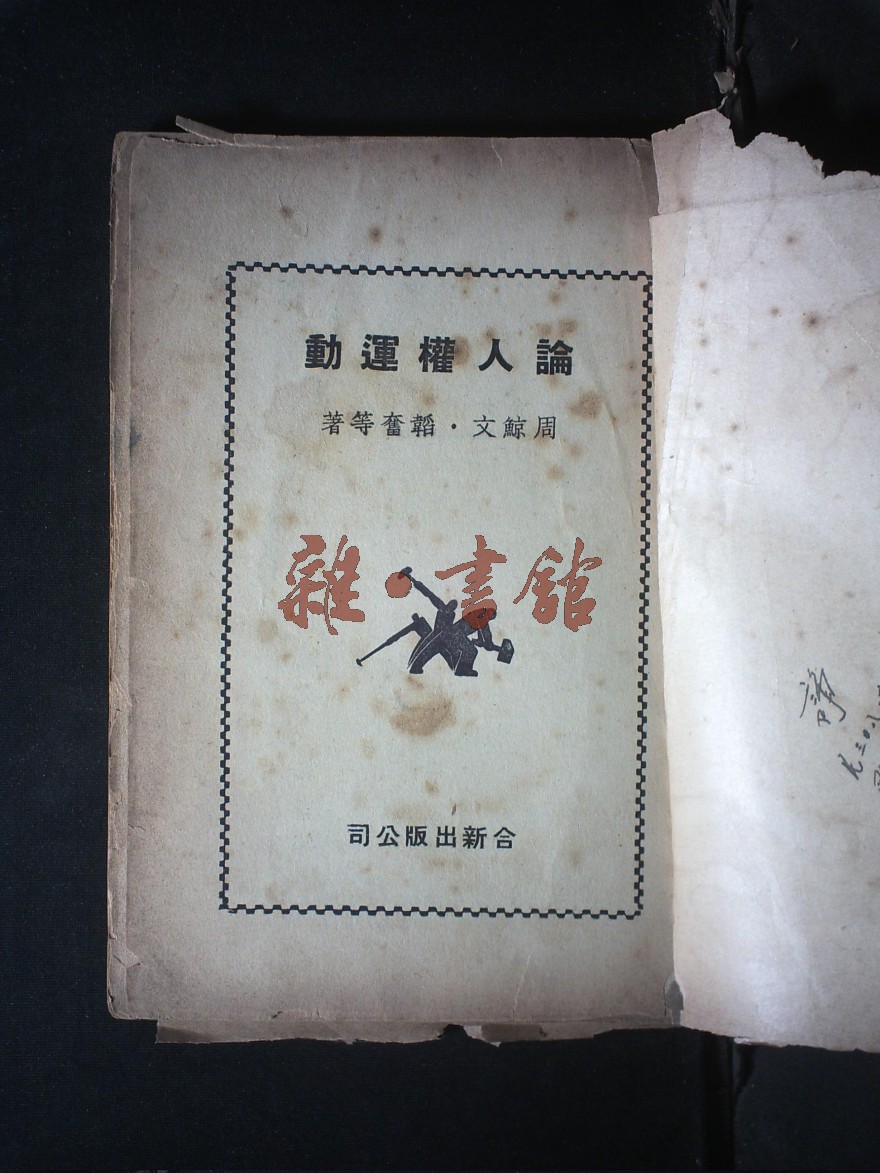 論人權運動
周鯨文・韜奮等著
雜・書館
合新出版公司